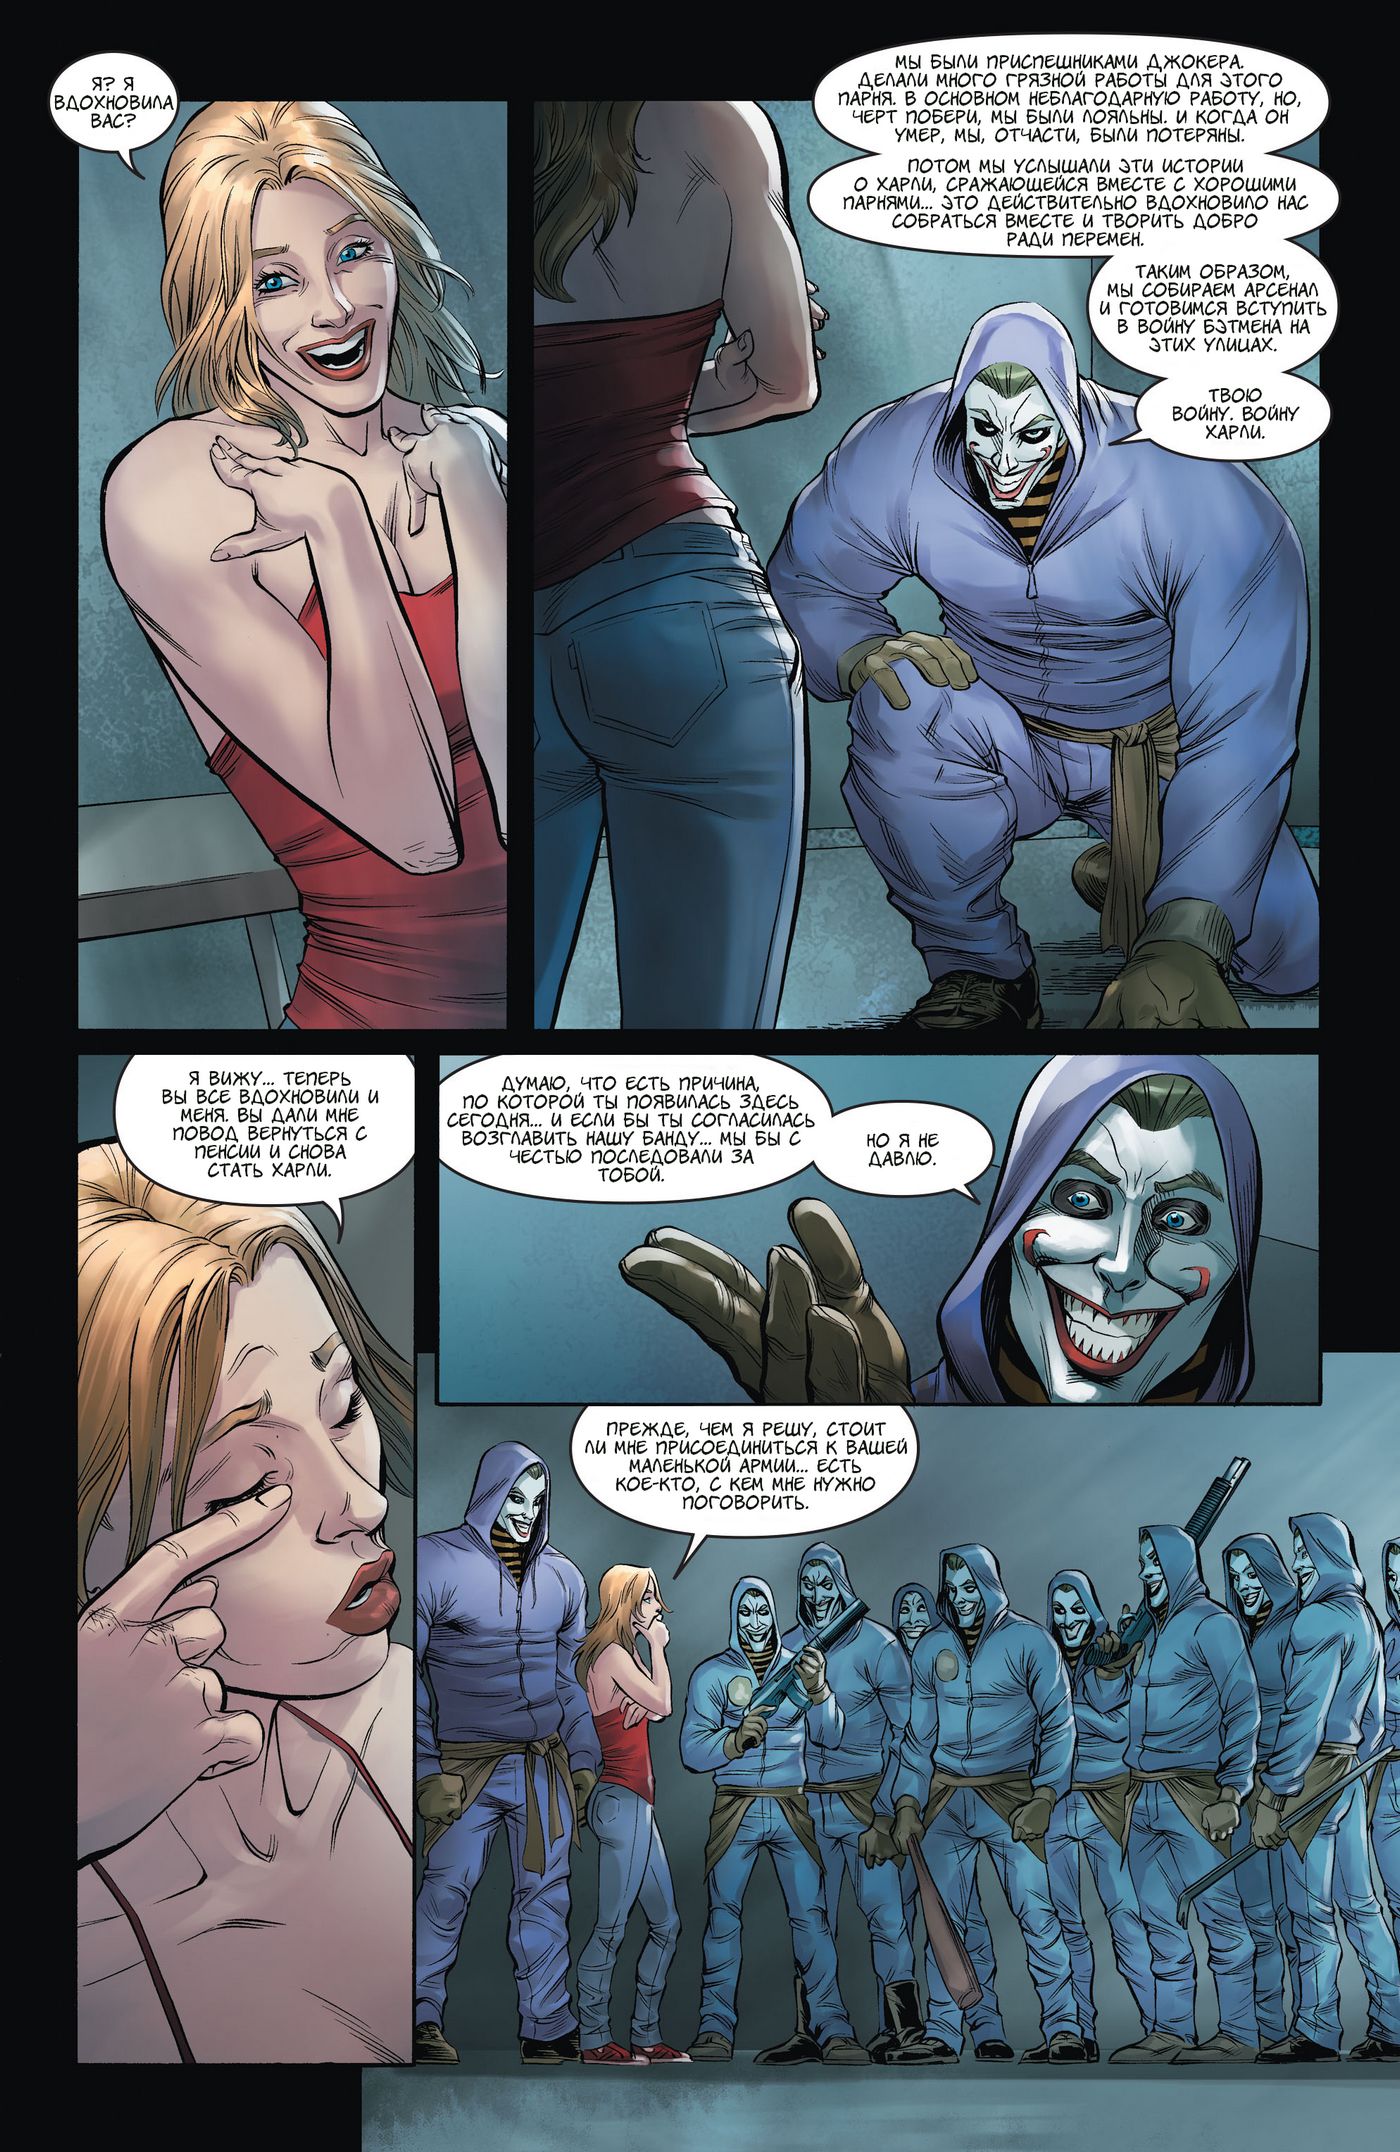 Я? Я
ВДОХНОВИЛА
ВАС?
МЫ БЫЛИ ПРИСПЕШНИКАМИ ДЖОКЕРА.
ДЕЛАЛИ МНОГО ГРЯЗНОЙ РАБОТЫ ДЛЯ ЭТОГО
ПАРНЯ. В ОСНОВНОМ НЕБЛАГОДАРНУЮ РАБОТУ, НО,
ЧЕРТ ПОБЕРИ, МЫ БЫЛИ ЛОЯЛЬНЫ. И КОГДА ОН
УМЕР, МЫ, ОТЧАСТИ, БЫЛИ ПОТЕРЯНЫ.
ПОТОМ МЫ УСЛЫШАЛИ ЭТИ ИСТОРИИ
О ХАРЛИ, СРАЖАЮЩЕЙСЯ ВМЕСТЕ С ХОРОШИМИ
ПАРНЯМИ... ЭТО ДЕЙСТВИТЕЛЬНО ВДОХНОВИЛО НАС
СОБРАТЬСЯ ВМЕСТЕ И ТВОРИТЬ ДОБРО
РАДИ ПЕРЕМЕН.
ТАКИМ ОБРАЗОМ,
МЫ СОБИРАЕМ АРСЕНАЛ
И ГОТОВИМСЯ ВСТУПИТЬ
В ВОЙНУ БЭТМЕНА НА
ЭТИХ УЛИЦАХ.
ТВОЮ
ВОЙНУ. ВОЙНУ
ХАРЛИ.
Я ВИЖУ... ТЕПЕРЬ
ВЫ ВСЕ ВДОХНОВИЛИ И
МЕНЯ. ВЫ ДАЛИ МНЕ
ПОВОД ВЕРНУТЬСЯ С
ПЕНСИИ И СНОВА
СТАТЬ ХАРЛИ.
ДУМАЮ, ЧТО ЕСТЬ ПРИЧИНА,
ПО КОТОРОЙ ТЫ ПОЯВИЛАСЬ ЗДЕСЬ
СЕГОДНЯ... И ЕСЛИ БЫ ТЫ СОГЛАСИЛАСЬ
ВОЗГЛАВИТЬ НАШУ БАНДУ... МЫ БЫ С
ЧЕСТЬЮ ПОСЛЕДОВАЛИ ЗА
ТОБОЙ.
НО Я НЕ
ДАВЛЮ.
ПРЕЖДЕ, ЧЕМ Я РЕШУ, СТОИТ
ЛИ МНЕ ПРИСОЕДИНИТЬСЯ К ВАШЕЙ
МАЛЕНЬКОЙ АРМИИ... ЕСТЬ
КОЕ-КТО, С КЕМ МНЕ НУЖНО
ПОГОВОРИТЬ.